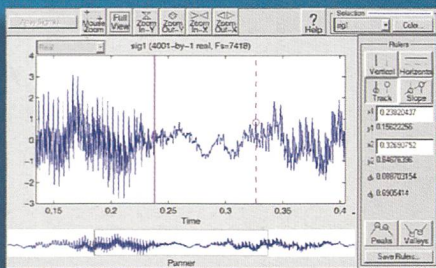 Mouse Zoom
Full View
Zoom In-Y
Zoom Out-Y
Zoom In-X
Zoom Out-X
?
Help
Selection
sig1
Color...
Real
sig1 (4001-by-1 real, Fs=7418)
Rulers
Vertical
Horizontal
Track
Slope
x1 0.23820437
y1 0.15622256
x2 0.32690752
y2 0.84676396
dx 0.088703154
dy 0.6905414
Peaks
Valleys
Save Rulers...
4
3
2
1
0
-1
-2
-3
0.15
0.2
0.25
0.3
0.35
0.4
Time
Panner